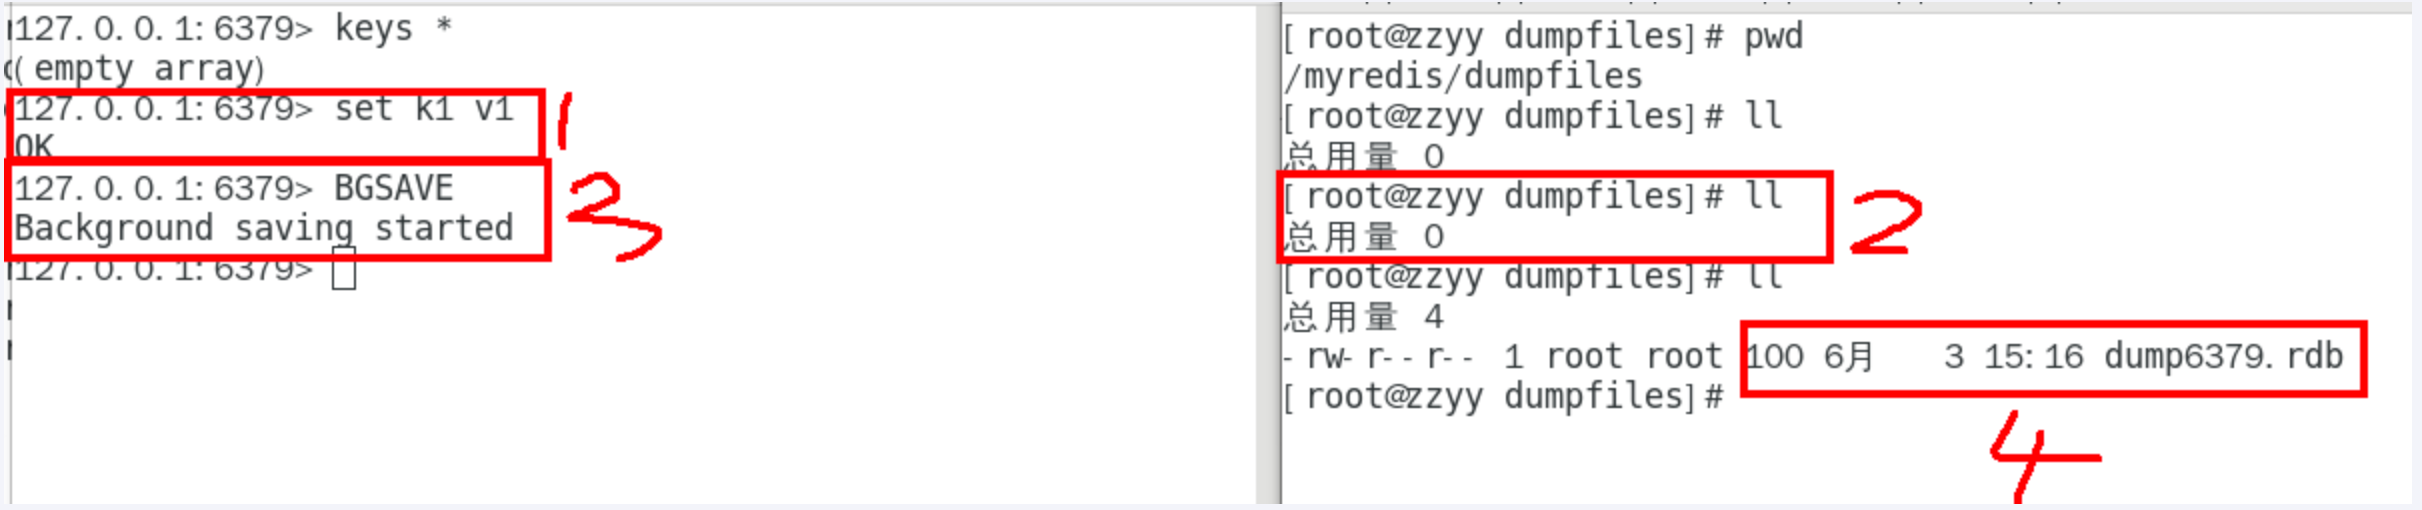 127.0.0.1:6379> keys *
(empty array)
127.0.0.1:6379> set k1 v1
OK
1
127.0.0.1:6379> BGSAVE
Background saving started
3
127.0.0.1:6379>
[root@zzyy dumpfiles]# pwd
/myredis/dumpfiles
[root@zzyy dumpfiles]# ll
总用量 0
[root@zzyy dumpfiles]# ll
总用量 0
2
[root@zzyy dumpfiles]# ll
总用量 4
-rw-r--r-- 1 root root 100 6月   3 15:16 dump6379.rdb
[root@zzyy dumpfiles]#
4